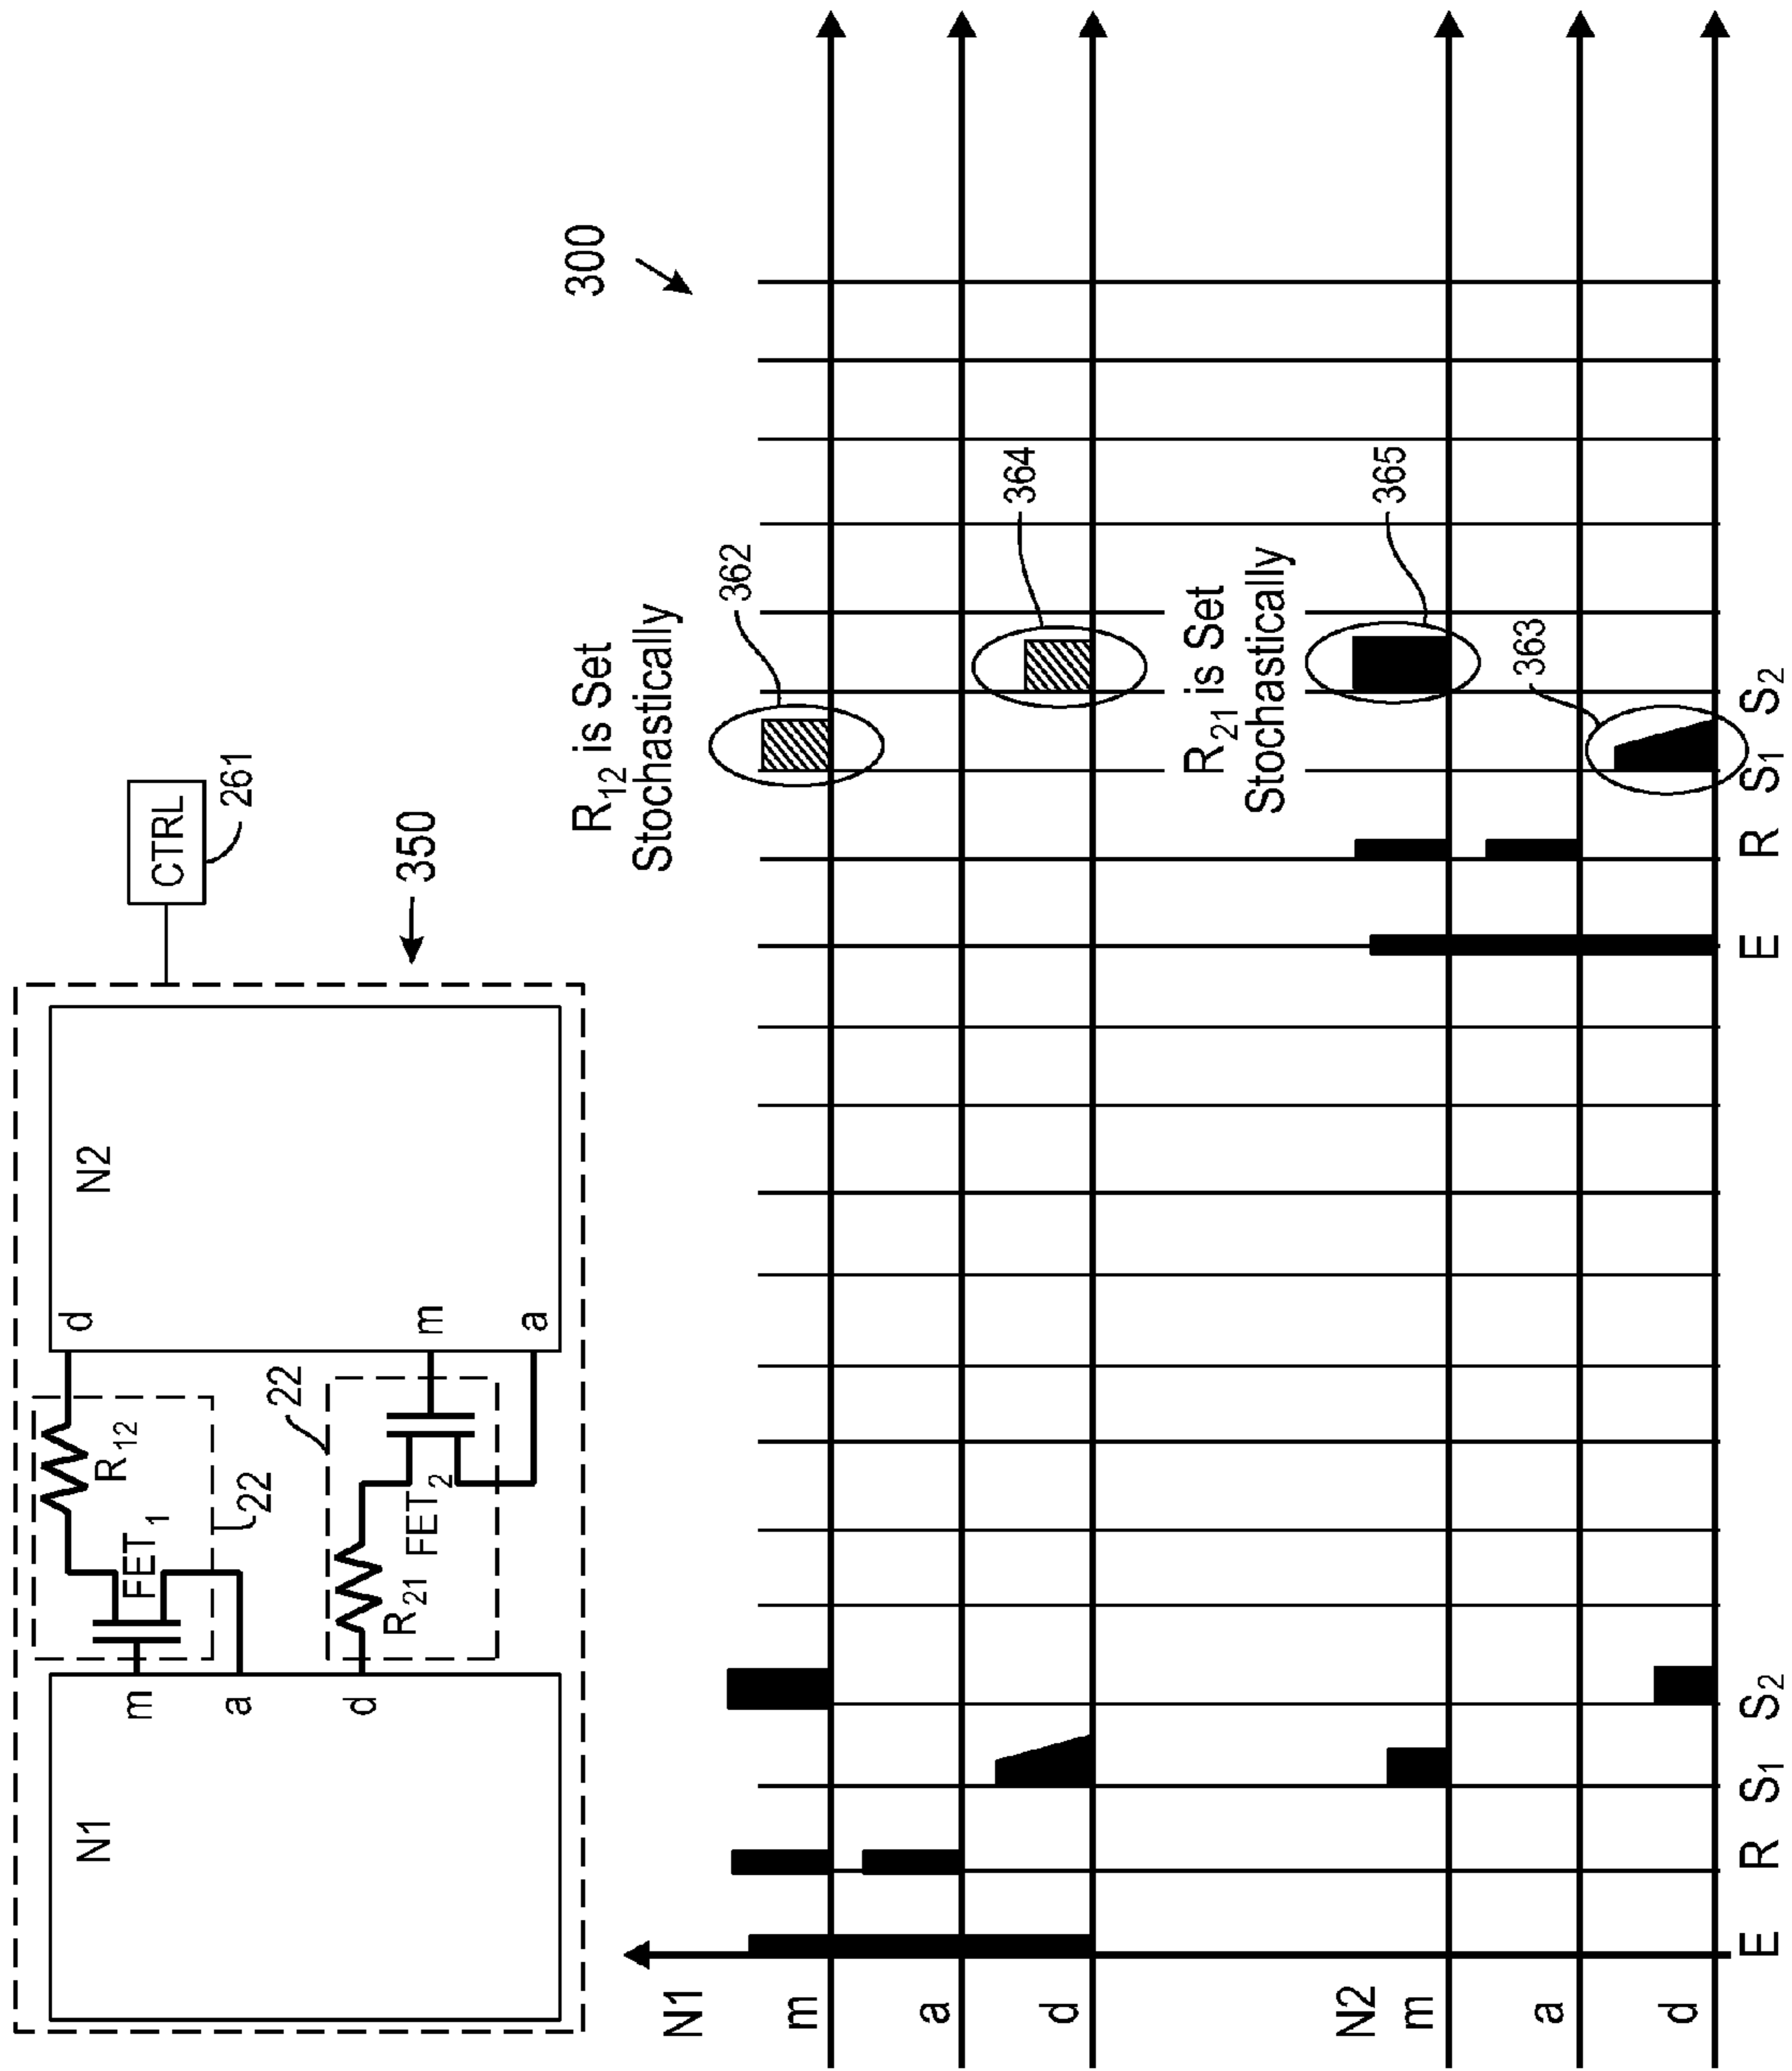 N1
N2
m
a
d
d
m
a
FET1
R12
22
R21
FET2
22
CTRL
261
350
300
R12 is Set
Stochastically
362
364
R21 is Set
Stochastically
365
363
N1
m
a
d
N2
m
a
d
E R S1 S2 E R S1 S2